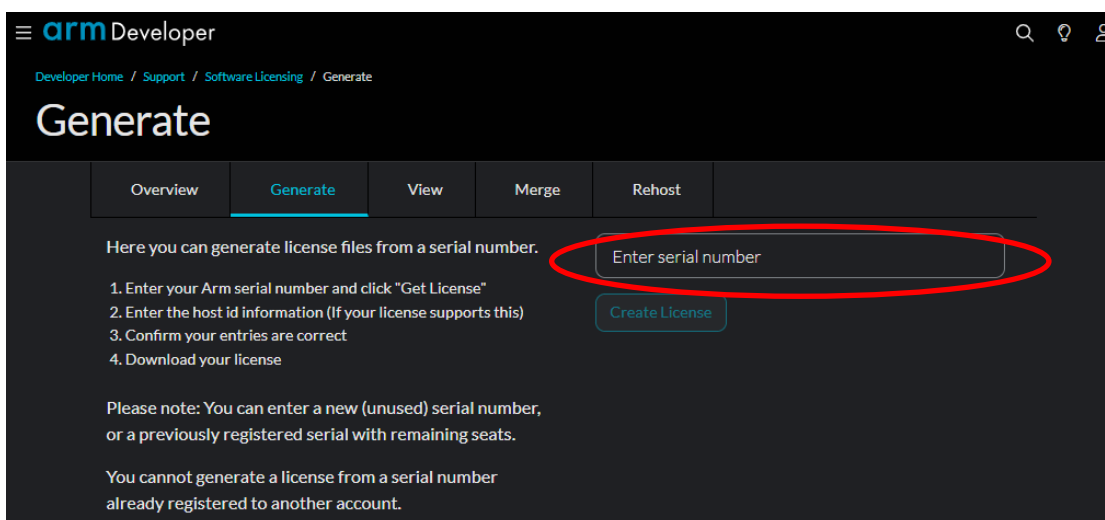 arm Developer
Developer Home / Support / Software Licensing / Generate
Generate
Overview Generate View Merge Rehost
Here you can generate license files from a serial number.
1. Enter your Arm serial number and click "Get License"
2. Enter the host id information (If your license supports this)
3. Confirm your entries are correct
4. Download your license
Please note: You can enter a new (unused) serial number,
or a previously registered serial with remaining seats.
You cannot generate a license from a serial number
already registered to another account.
Enter serial number
Create License